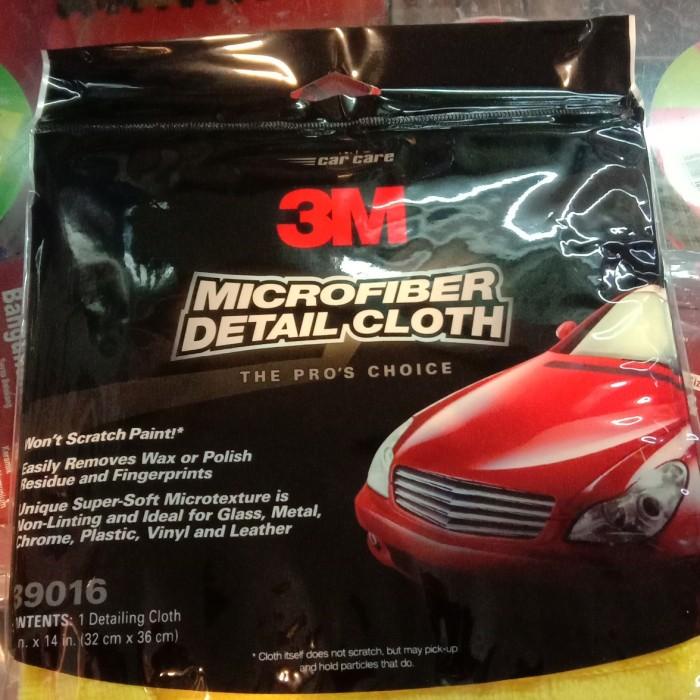 car care
3M
MICROFIBER
DETAIL CLOTH
THE PRO'S CHOICE
Won't Scratch Paint!*
Easily Removes Wax or Polish
Residue and Fingerprints
Unique Super-Soft Microtexture is
Non-Linting and Ideal for Glass, Metal,
Chrome, Plastic, Vinyl and Leather
39016
CONTENTS: 1 Detailing Cloth
n. x 14 in. (32 cm x 36 cm)
* Cloth itself does not scratch, but may pick-up
and hold particles that do.